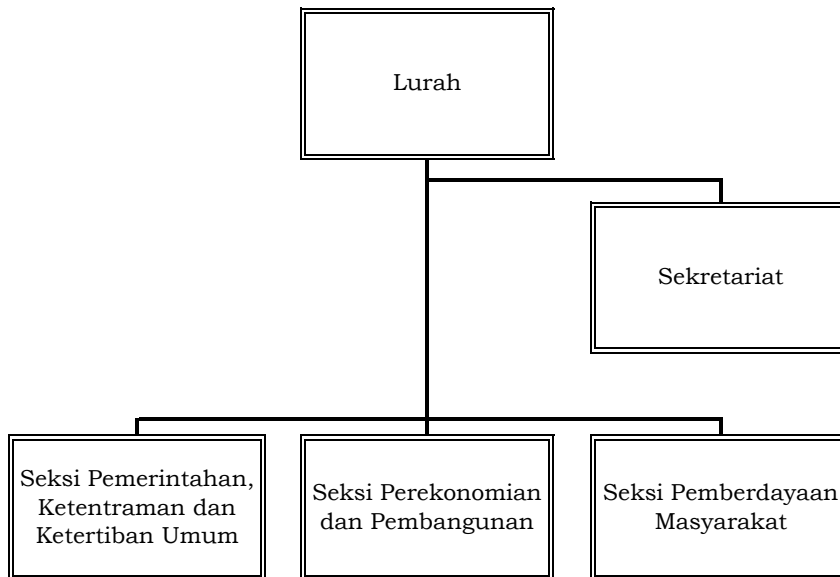 Lurah
Sekretariat
Seksi Pemerintahan,
Ketentraman dan
Ketertiban Umum
Seksi Perekonomian
dan Pembangunan
Seksi Pemberdayaan
Masyarakat